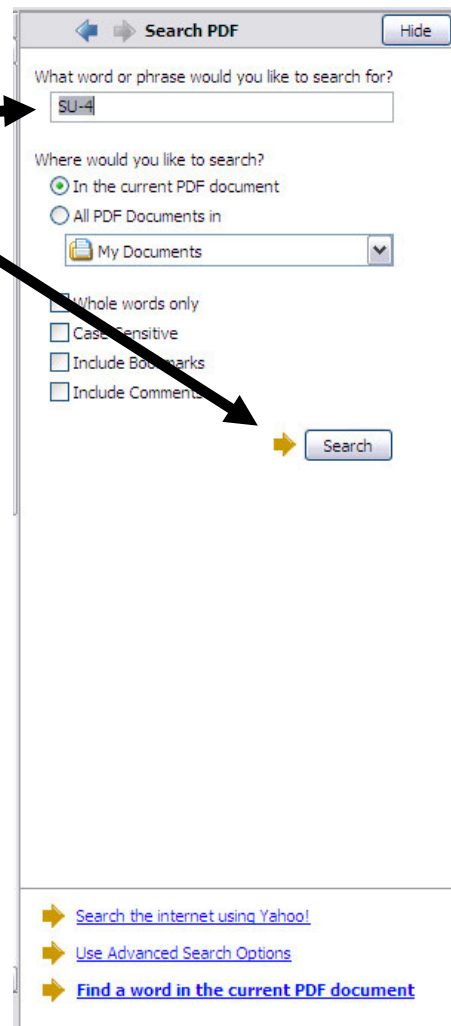 Search PDF Hide
What word or phrase would you like to search for?
SU-4
Where would you like to search?
In the current PDF document
All PDF Documents in
My Documents
Whole words only
Case-Sensitive
Include Bookmarks
Include Comments
Search
Search the internet using Yahoo!
Use Advanced Search Options
Find a word in the current PDF document